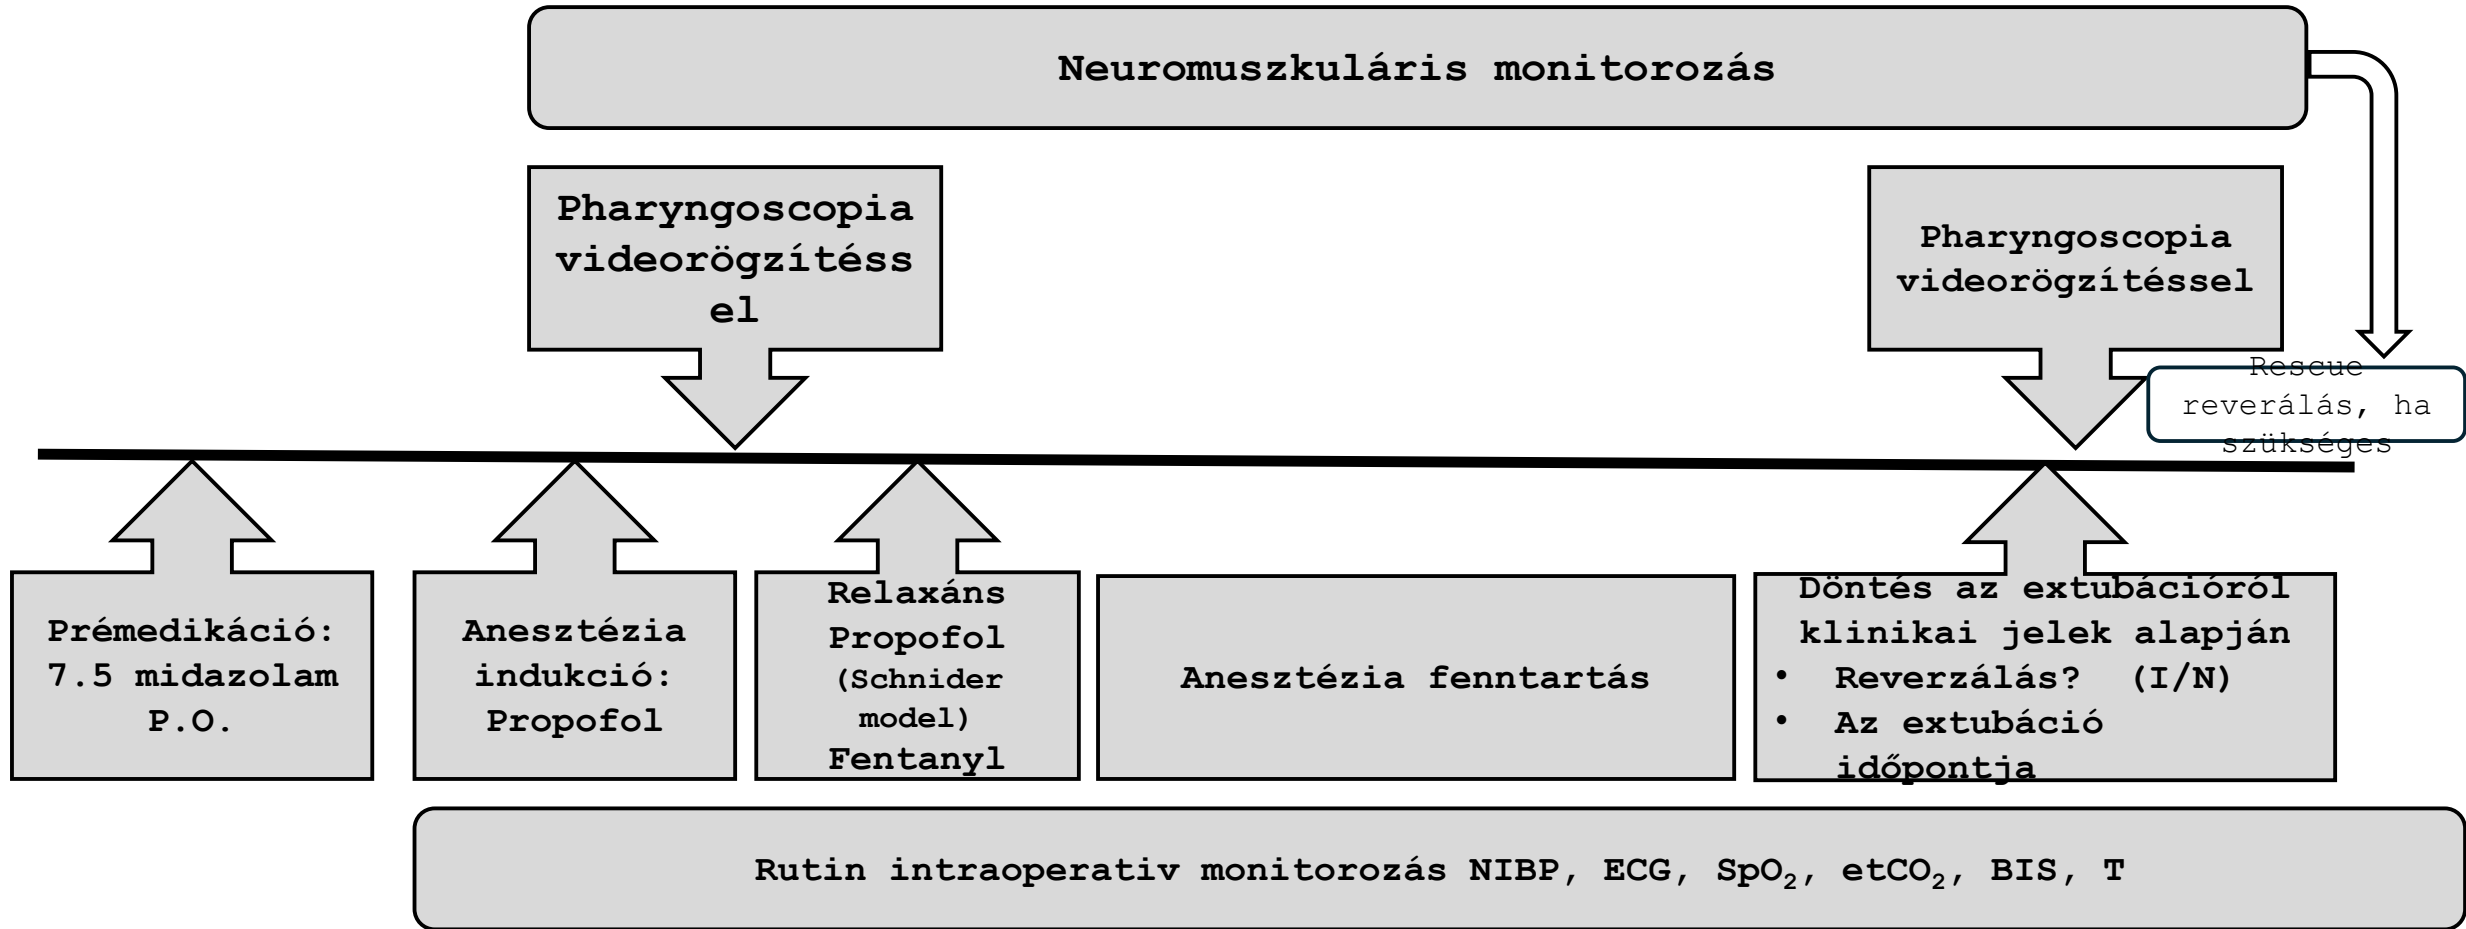 Neuromuszkuláris monitorozás
Pharyngoscopia
videorögzítéss
el
Pharyngoscopia
videorögzítéssel
Rescue
reverálás, ha
szükséges
Prémedikáció:
7.5 midazolam
P.O.
Anesztézia
indukció:
Propofol
Relaxáns
Propofol
(Schnider
model)
Fentanyl
Anesztézia fenntartás
Döntés az extubációról
klinikai jelek alapján
• Reverzálás? (I/N)
• Az extubáció
időpontja
Rutin intraoperativ monitorozás NIBP, ECG, SpO₂, etCO₂, BIS, T